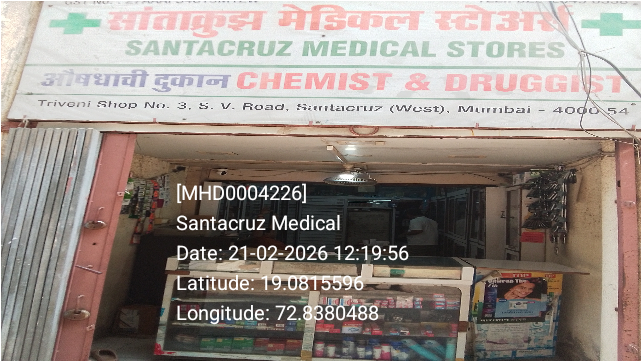 सांताक्रुझ मेडिकल स्टोअर्स
SANTACRUZ MEDICAL STORES
औषधाची दुकान CHEMIST & DRUGGIST
Triveni Shop No. 3, S. V. Road, Santacruz (West), Mumbai - 4000 54
[MHD0004226]
Santacruz Medical
Date: 21-02-2026 12:19:56
Latitude: 19.0815596
Longitude: 72.8380488